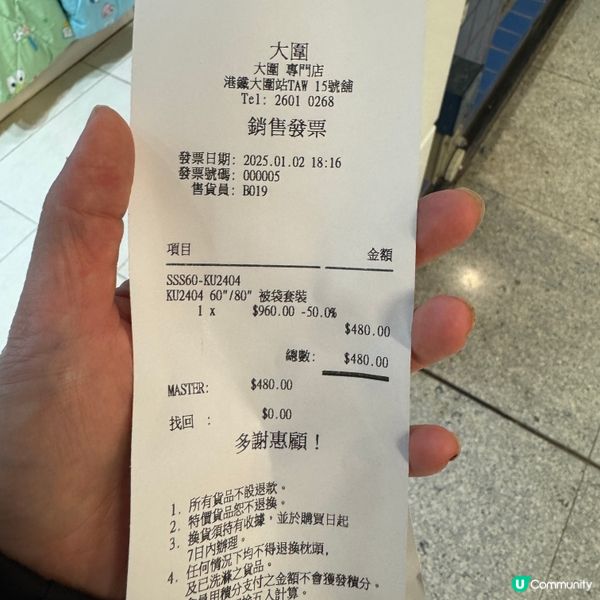 大圍
大圍 專門店
港鐵大圍站TAW 15號舖
Tel: 2601 0268
銷售發票
發票日期: 2025.01.02 18:16
發票號碼: 000005
售貨員: B019
項目 金額
SSS60-KU2404
KU2404 60"/80" 被袋套裝
1 x $960.00 -50.0%
$480.00
總數: $480.00
MASTER: $480.00
找回 : $0.00
多謝惠顧！
1. 所有貨品不設退款。
2. 特價貨品恕不退換。
3. 換貨須持有收據，並於購買日起
7日內辦理。
4. 任何情況下均不得退換枕頭，
及已洗滌之貨品。
用積分支付之金額不會獲發積分。
五入計算。
U Community